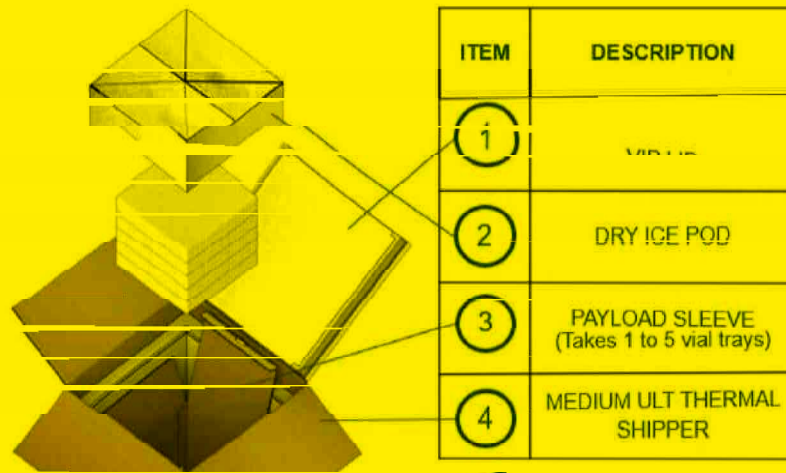 ITEM DESCRIPTION
1
2 DRY ICE POD
3 PAYLOAD SLEEVE
(Takes 1 to 5 vial trays)
4 MEDIUM ULT THERMAL
SHIPPER